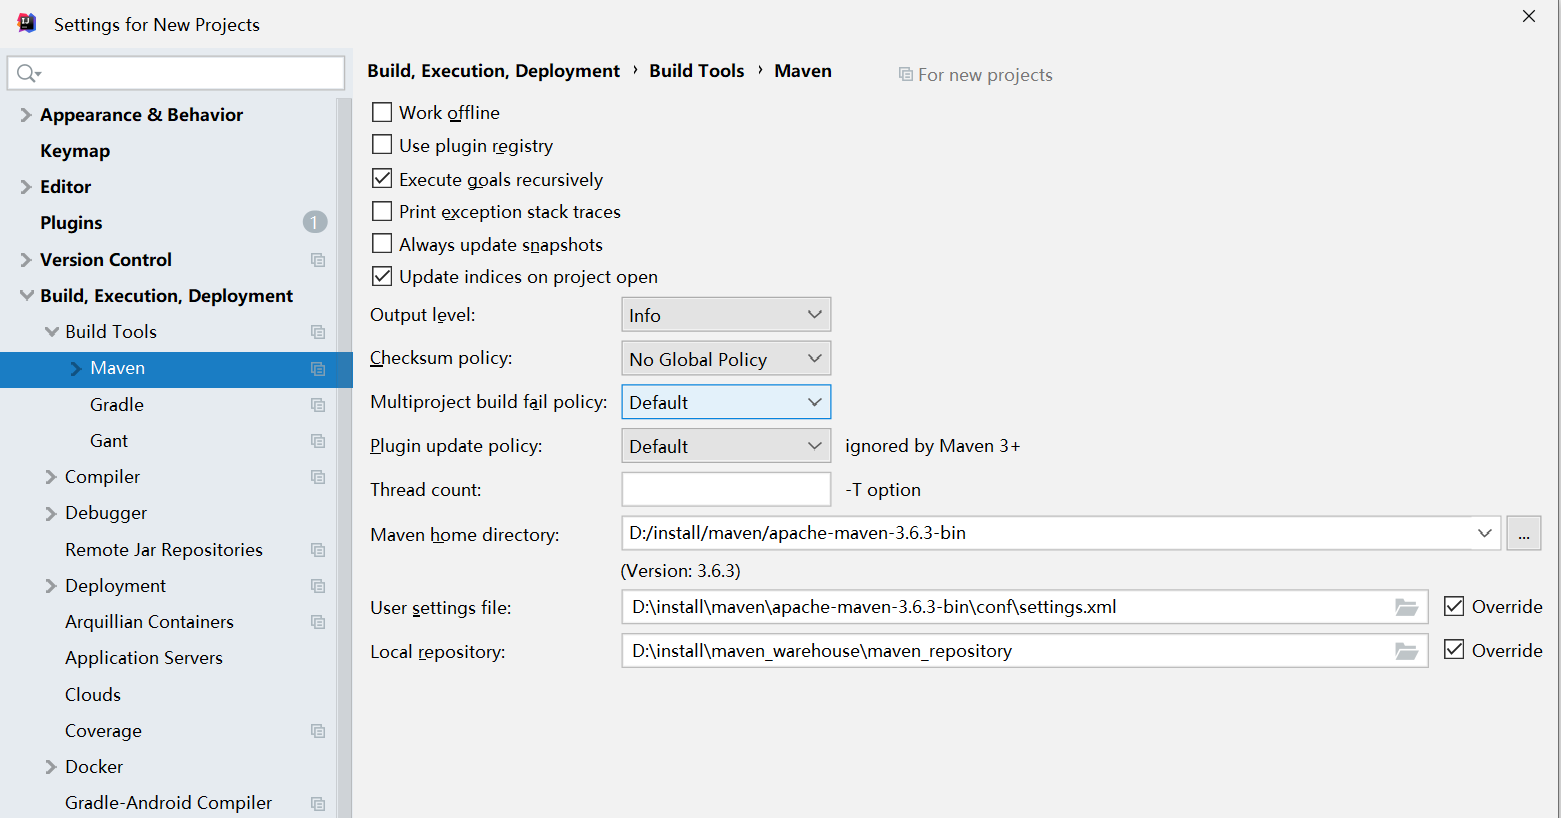 Settings for New Projects
Appearance & Behavior
Keymap
Editor
Plugins 1
Version Control
Build, Execution, Deployment
Build Tools
Maven
Gradle
Gant
Compiler
Debugger
Remote Jar Repositories
Deployment
Arquillian Containers
Application Servers
Clouds
Coverage
Docker
Gradle-Android Compiler
Build, Execution, Deployment › Build Tools › Maven For new projects
Work offline
Use plugin registry
Execute goals recursively
Print exception stack traces
Always update snapshots
Update indices on project open
Output level: Info
Checksum policy: No Global Policy
Multiproject build fail policy: Default
Plugin update policy: Default ignored by Maven 3+
Thread count: -T option
Maven home directory: D:/install/maven/apache-maven-3.6.3-bin ...
(Version: 3.6.3)
User settings file: D:\install\maven\apache-maven-3.6.3-bin\conf\settings.xml Override
Local repository: D:\install\maven_warehouse\maven_repository Override